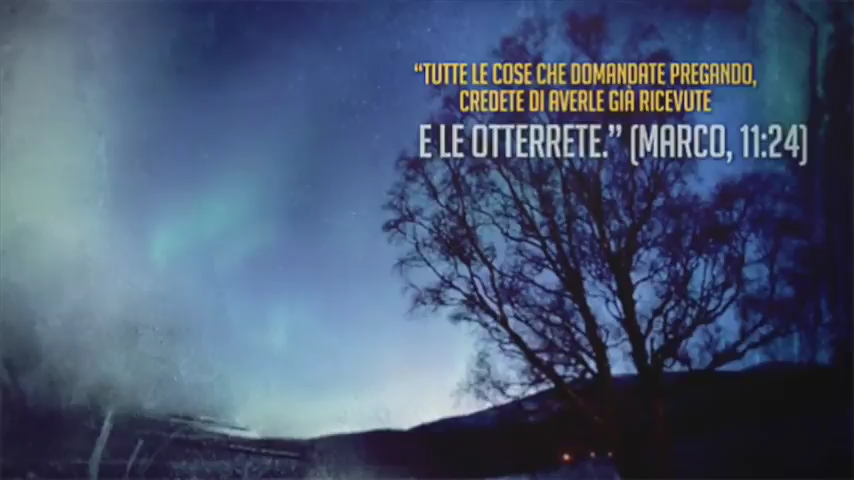 “TUTTE LE COSE CHE DOMANDATE PREGANDO,
CREDETE DI AVERLE GIÀ RICEVUTE
E LE OTTERRETE.” (MARCO, 11:24)